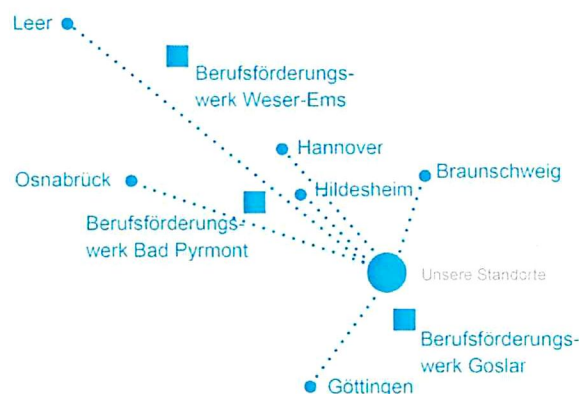 Leer
Berufsförderungs-
werk Weser-Ems
Hannover
Braunschweig
Osnabrück
Hildesheim
Berufsförderungs-
werk Bad Pyrmont
Unsere Standorte
Berufsförderungs-
werk Goslar
Göttingen